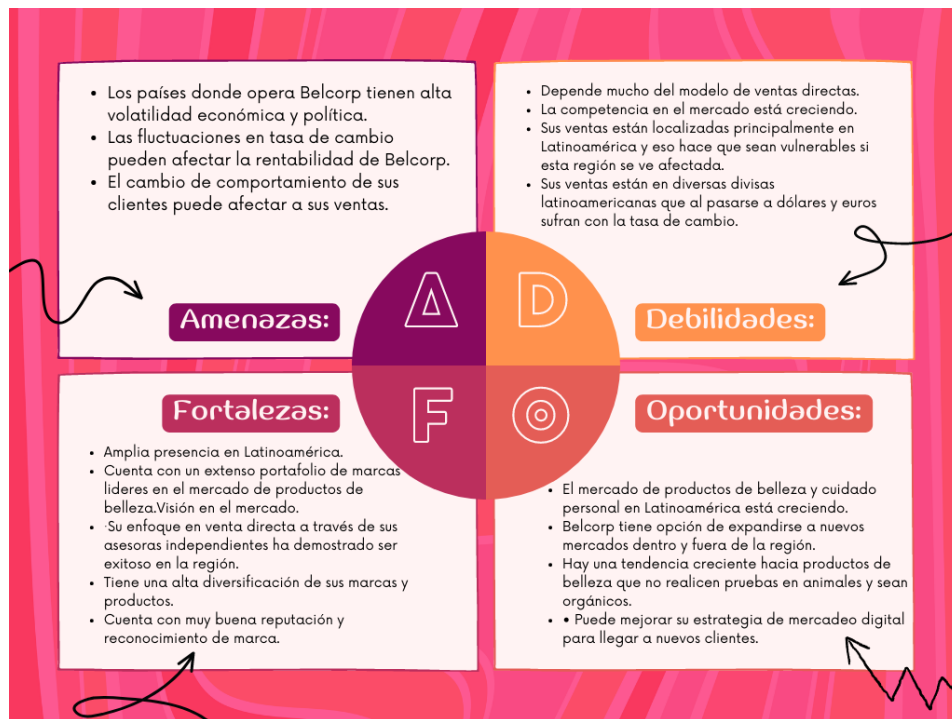 • Los países donde opera Belcorp tienen alta
volatilidad económica y política.
• Las fluctuaciones en tasa de cambio
pueden afectar la rentabilidad de Belcorp.
• El cambio de comportamiento de sus
clientes puede afectar a sus ventas.
Amenazas:
• Depende mucho del modelo de ventas directas.
• La competencia en el mercado está creciendo.
• Sus ventas están localizadas principalmente en
Latinoamérica y eso hace que sean vulnerables si
esta región se ve afectada.
• Sus ventas están en diversas divisas
latinoamericanas que al pasarse a dólares y euros
sufran con la tasa de cambio.
Debilidades:
A
D
F
O
Fortalezas:
• Amplia presencia en Latinoamérica.
• Cuenta con un extenso portafolio de marcas
lideres en el mercado de productos de
belleza.Visión en el mercado.
• ·Su enfoque en venta directa a través de sus
asesoras independientes ha demostrado ser
exitoso en la región.
• Tiene una alta diversificación de sus marcas y
productos.
• Cuenta con muy buena reputación y
reconocimiento de marca.
Oportunidades:
• El mercado de productos de belleza y cuidado
personal en Latinoamérica está creciendo.
• Belcorp tiene opción de expandirse a nuevos
mercados dentro y fuera de la región.
• Hay una tendencia creciente hacia productos de
belleza que no realicen pruebas en animales y sean
orgánicos.
• • Puede mejorar su estrategia de mercadeo digital
para llegar a nuevos clientes.